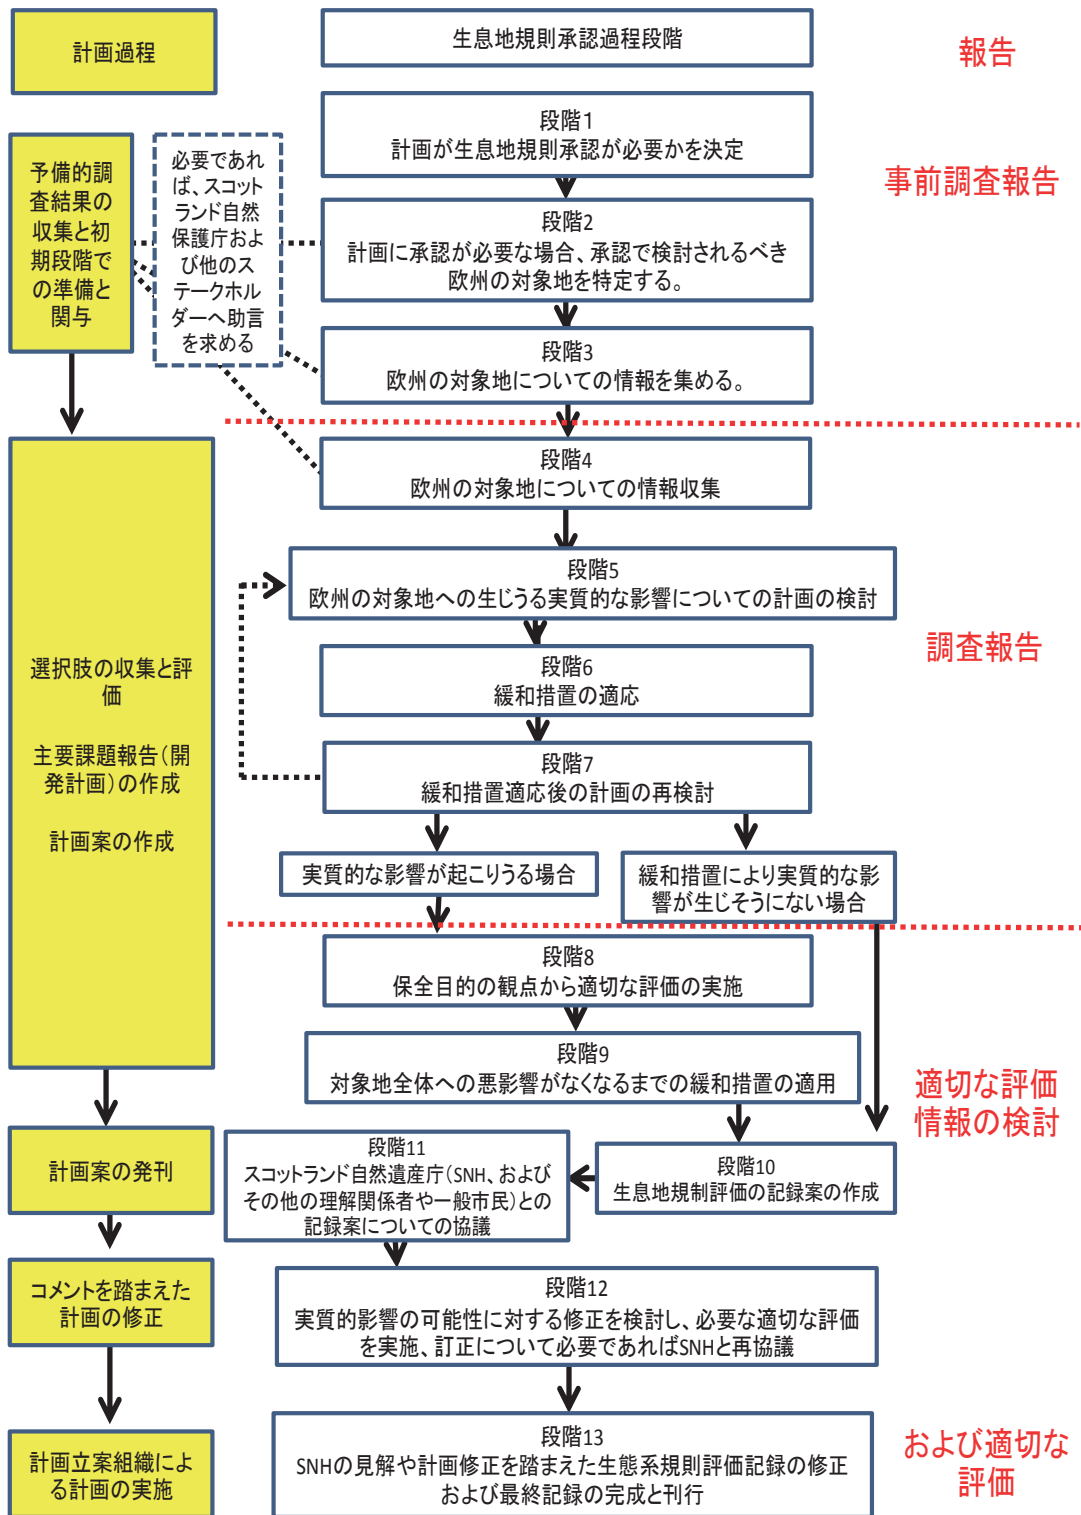 計画過程
生息地規則承認過程段階
報告
段階1
計画が生息地規則承認が必要かを決定
事前調査報告
予備的調
査結果の
収集と初
期段階で
の準備と
関与
必要であれ
ば、スコット
ランド自然
保護庁およ
び他のス
テークホル
ダーへ助言
を求める
段階2
計画に承認が必要な場合、承認で検討されるべき
欧州の対象地を特定する。
段階3
欧州の対象地についての情報を集める。
段階4
欧州の対象地についての情報収集
段階5
欧州の対象地への生じうる実質的な影響についての計画の検討
選択肢の収集と評
価
主要課題報告(開
発計画)の作成
計画案の作成
調査報告
段階6
緩和措置の適応
段階7
緩和措置適応後の計画の再検討
実質的な影響が起こりうる場合
緩和措置により実質的な影
響が生じそうにない場合
段階8
保全目的の観点から適切な評価の実施
段階9
対象地全体への悪影響がなくなるまでの緩和措置の適用
適切な評価
情報の検討
計画案の発刊
段階11
スコットランド自然遺産庁(SNH、および
その他の理解関係者や一般市民)との
記録案についての協議
段階10
生息地規制評価の記録案の作成
コメントを踏まえた
計画の修正
段階12
実質的影響の可能性に対する修正を検討し、必要な適切な評価
を実施、訂正について必要であればSNHと再協議
計画立案組織によ
る計画の実施
段階13
SNHの見解や計画修正を踏まえた生態系規則評価記録の修正
および最終記録の完成と刊行
および適切な
評価